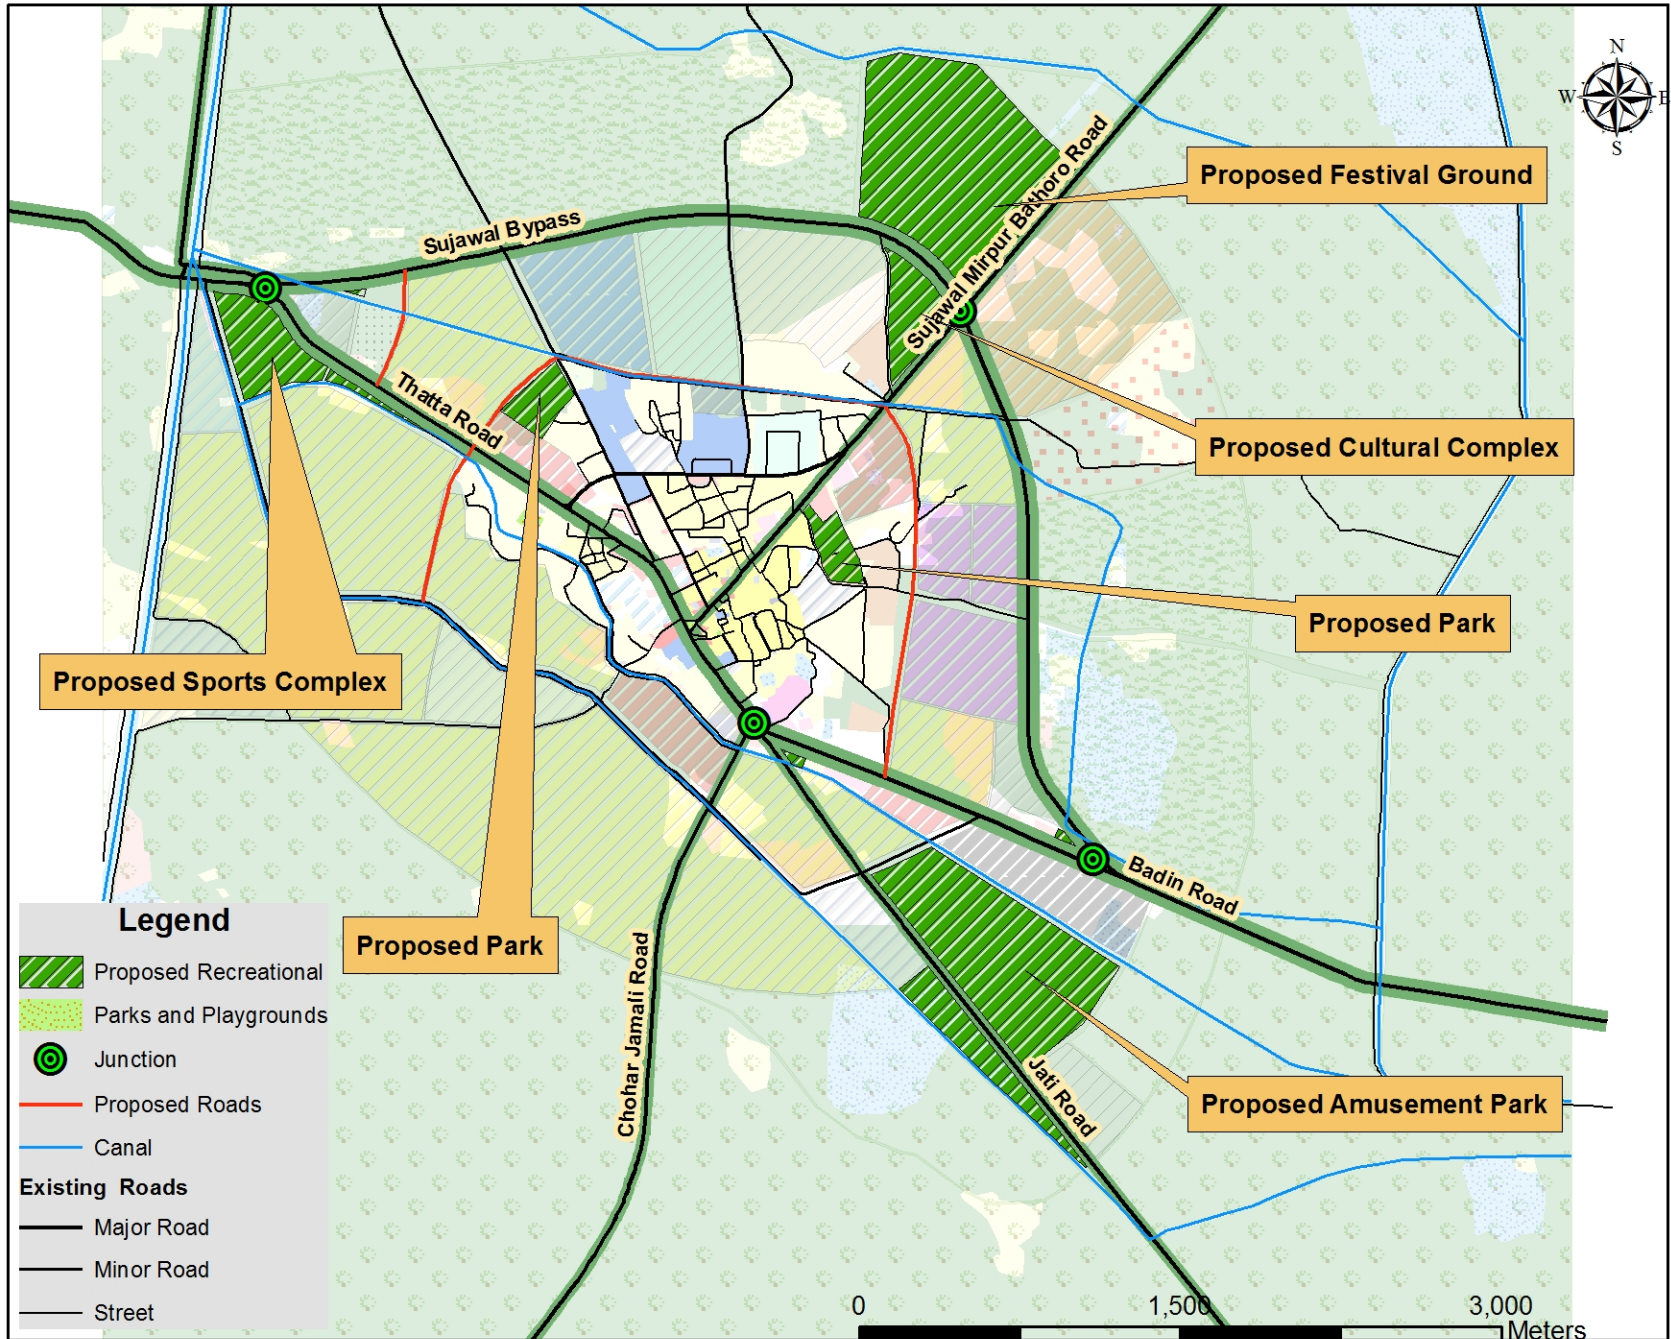 N
W
E
S
Proposed Festival Ground
Sujawal Mirpur Bathoro Road
Sujawal Bypass
Thatta Road
Proposed Cultural Complex
Proposed Park
Proposed Sports Complex
Proposed Park
Badin Road
Chohar Jamali Road
Jati Road
Proposed Amusement Park
Legend
Proposed Recreational
Parks and Playgrounds
Junction
Proposed Roads
Canal
Existing Roads
Major Road
Minor Road
Street
0 1,500 3,000
Meters